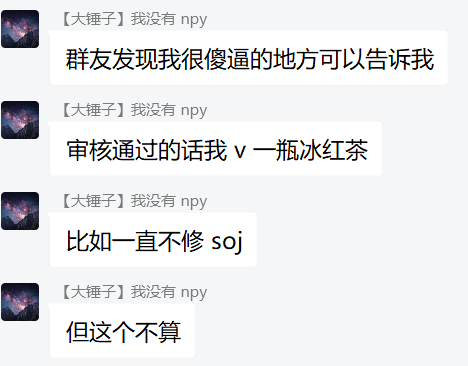 【大锤子】我没有 npy
群友发现我很傻逼的地方可以告诉我
【大锤子】我没有 npy
审核通过的话我 v 一瓶冰红茶
【大锤子】我没有 npy
比如一直不修 soj
【大锤子】我没有 npy
但这个不算